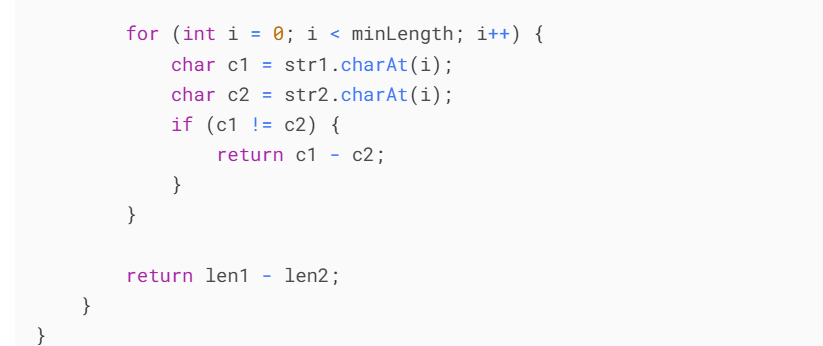 for (int i = 0; i < minLength; i++) {
char c1 = str1.charAt(i);
char c2 = str2.charAt(i);
if (c1 != c2) {
return c1 - c2;
}
}
return len1 - len2;
}
}